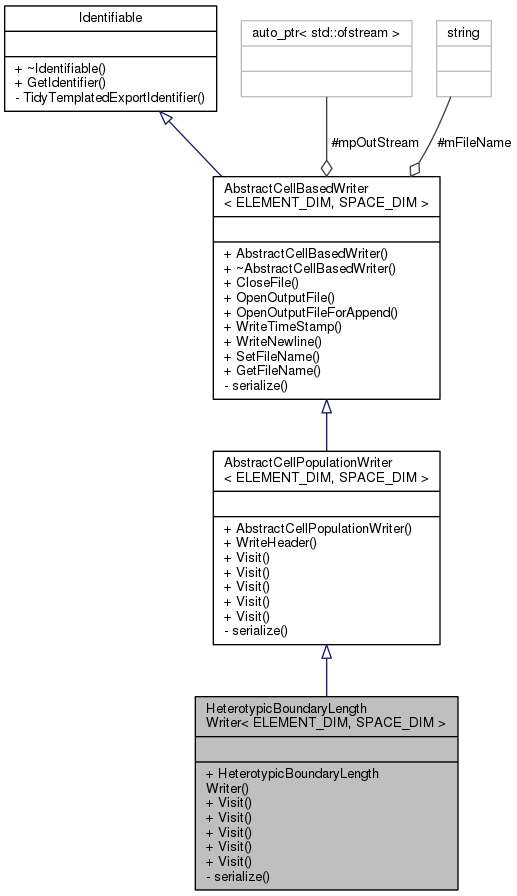 Identifiable
+ ~Identifiable()
+ GetIdentifier()
- TidyTemplatedExportIdentifier()
auto_ptr< std::ofstream >
string
#mpOutStream
#mFileName
AbstractCellBasedWriter
< ELEMENT_DIM, SPACE_DIM >
+ AbstractCellBasedWriter()
+ ~AbstractCellBasedWriter()
+ CloseFile()
+ OpenOutputFile()
+ OpenOutputFileForAppend()
+ WriteTimeStamp()
+ WriteNewline()
+ SetFileName()
+ GetFileName()
- serialize()
AbstractCellPopulationWriter
< ELEMENT_DIM, SPACE_DIM >
+ AbstractCellPopulationWriter()
+ WriteHeader()
+ Visit()
+ Visit()
+ Visit()
+ Visit()
+ Visit()
- serialize()
HeterotypicBoundaryLength
Writer< ELEMENT_DIM, SPACE_DIM >
+ HeterotypicBoundaryLength
Writer()
+ Visit()
+ Visit()
+ Visit()
+ Visit()
+ Visit()
- serialize()